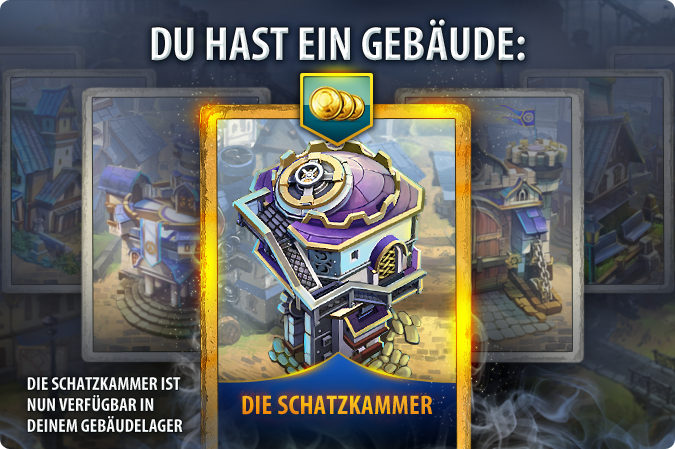 DU HAST EIN GEBÄUDE:
DIE SCHATZKAMMER
DIE SCHATZKAMMER IST
NUN VERFÜGBAR IN
DEINEM GEBÄUDELAGER